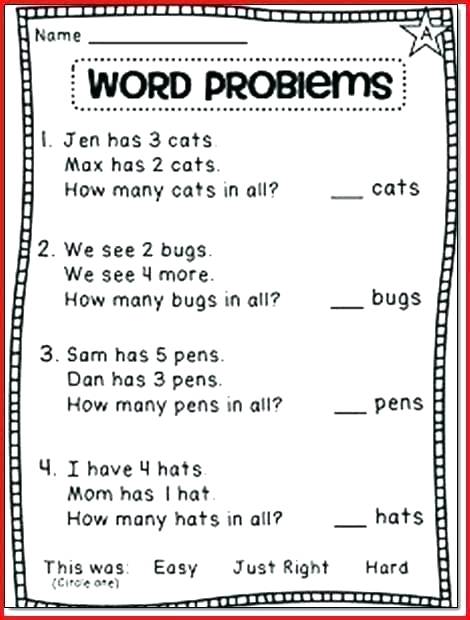 Name ________________
A
WORD PROBLEMS
1. Jen has 3 cats.
Max has 2 cats.
How many cats in all? ___ cats
2. We see 2 bugs.
We see 4 more.
How many bugs in all? ___ bugs
3. Sam has 5 pens.
Dan has 3 pens.
How many pens in all? ___ pens
4. I have 4 hats.
Mom has 1 hat.
How many hats in all? ___ hats
This was: Easy Just Right Hard
(Circle one)